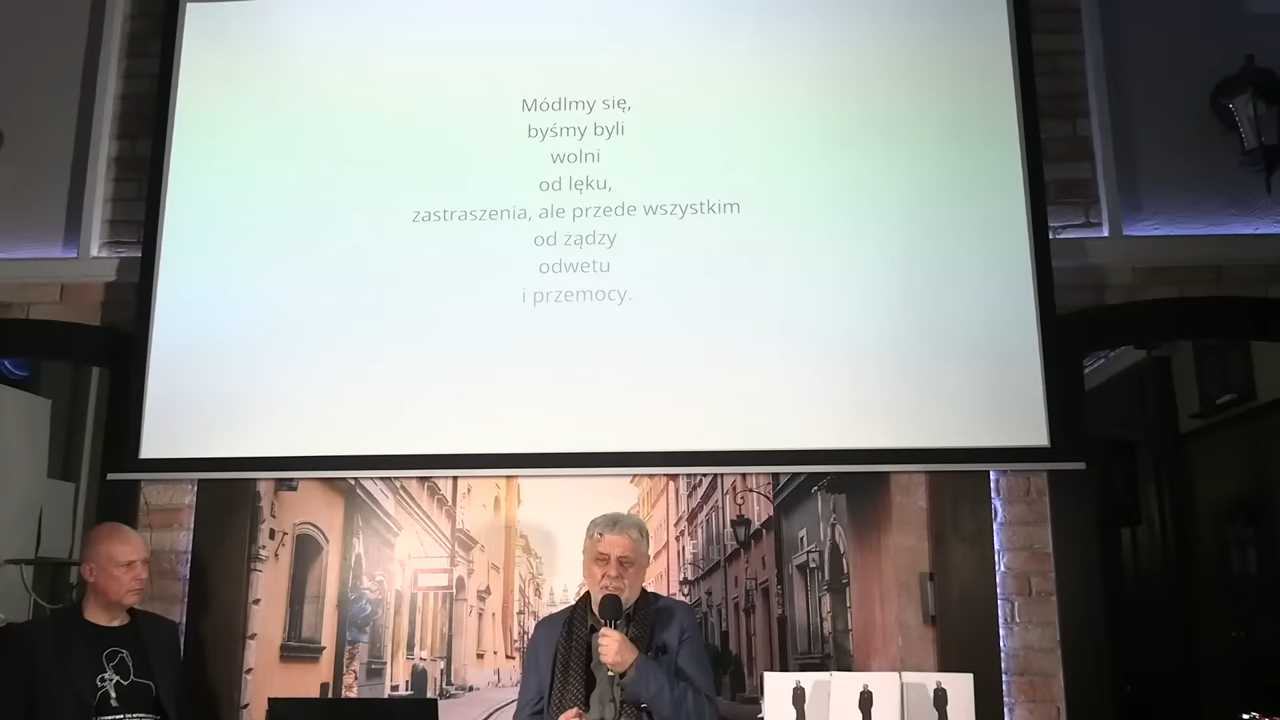 Módlmy się,
byśmy byli
wolni
od lęku,
zastraszenia, ale przede wszystkim
od żądzy
odwetu
i przemocy.